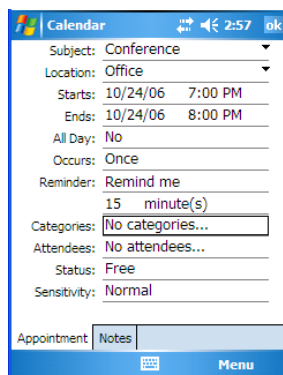 Calendar 2:57 ok
Subject: Conference
Location: Office
Starts: 10/24/06 7:00 PM
Ends: 10/24/06 8:00 PM
All Day: No
Occurs: Once
Reminder: Remind me
15 minute(s)
Categories: No categories...
Attendees: No attendees...
Status: Free
Sensitivity: Normal
Appointment Notes
Menu